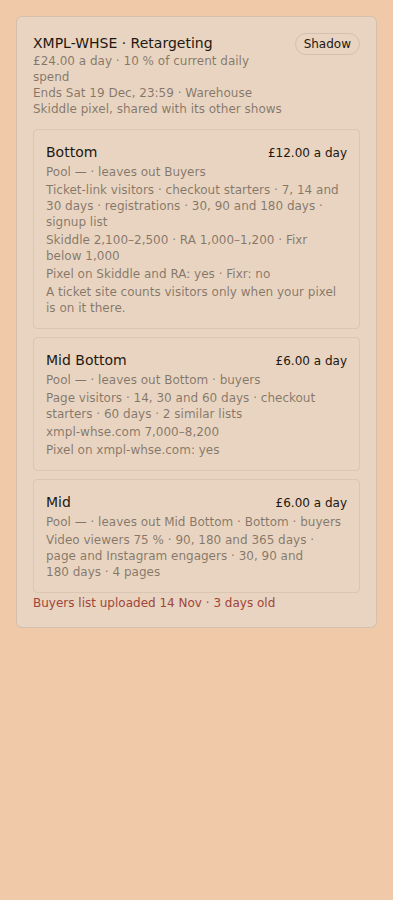 XMPL-WHSE · Retargeting
Shadow
£24.00 a day · 10 % of current daily
spend
Ends Sat 19 Dec, 23:59 · Warehouse
Skiddle pixel, shared with its other shows
Bottom
£12.00 a day
Pool — · leaves out Buyers
Ticket-link visitors · checkout starters · 7, 14 and
30 days · registrations · 30, 90 and 180 days ·
signup list
Skiddle 2,100–2,500 · RA 1,000–1,200 · Fixr
below 1,000
Pixel on Skiddle and RA: yes · Fixr: no
A ticket site counts visitors only when your pixel
is on it there.
Mid Bottom
£6.00 a day
Pool — · leaves out Bottom · buyers
Page visitors · 14, 30 and 60 days · checkout
starters · 60 days · 2 similar lists
xmpl-whse.com 7,000–8,200
Pixel on xmpl-whse.com: yes
Mid
£6.00 a day
Pool — · leaves out Mid Bottom · Bottom · buyers
Video viewers 75 % · 90, 180 and 365 days ·
page and Instagram engagers · 30, 90 and
180 days · 4 pages
Buyers list uploaded 14 Nov · 3 days old